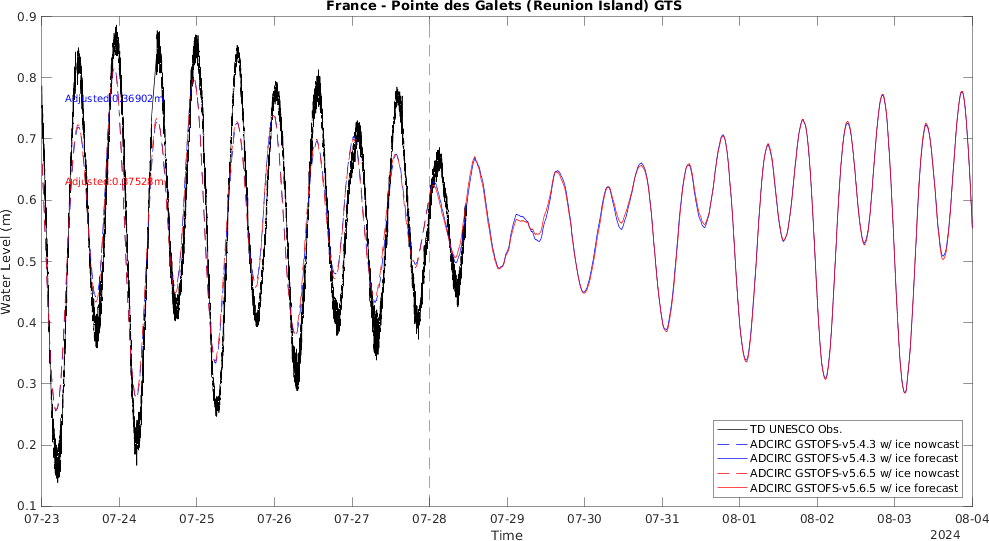 France - Pointe des Galets (Reunion Island) GTS
0.9
0.8
0.7
0.6
0.5
0.4
0.3
0.2
0.1
Water Level (m)
Adjusted:0.36902m
Adjusted:0.37528m
TD UNESCO Obs.
ADCIRC GSTOFS-v5.4.3 w/ ice nowcast
ADCIRC GSTOFS-v5.4.3 w/ ice forecast
ADCIRC GSTOFS-v5.6.5 w/ ice nowcast
ADCIRC GSTOFS-v5.6.5 w/ ice forecast
07-23 07-24 07-25 07-26 07-27 07-28 07-29 07-30 07-31 08-01 08-02 08-03 08-04
Time
2024